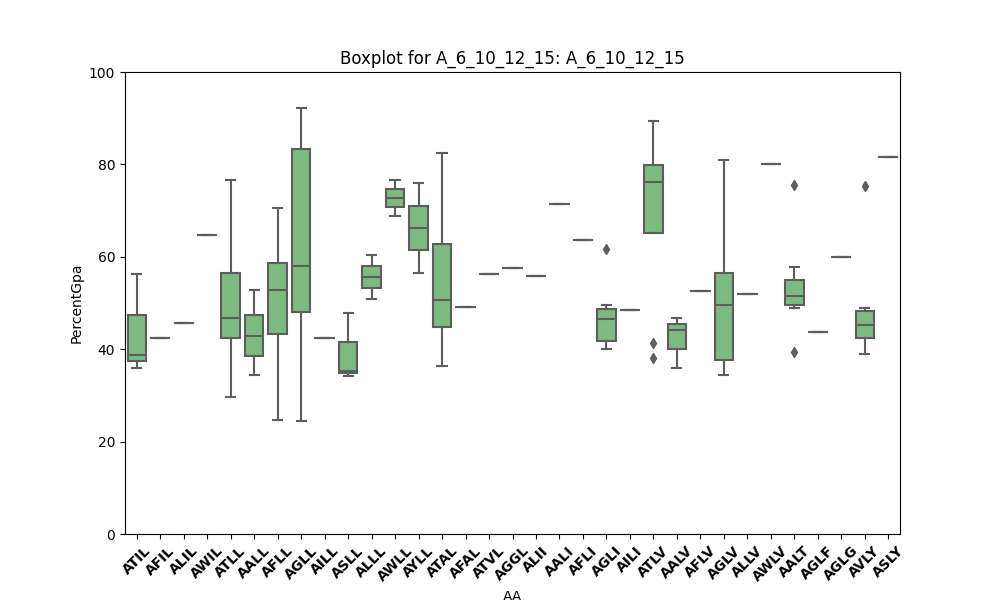 Boxplot for A_6_10_12_15: A_6_10_12_15
PercentGpa
100
80
60
40
20
0
ATIL AFIL ALIL AWIL ATLL AALL AFLL AGLL AILL ASLL ALLL AWLL AYLL ATAL AFAL ATVL AGGL ALII AALI AFLI AGLI AILI ATLV AALV AFLV AGLV ALLV AWLV AALT AGLF AGLG AVLY ASLY
AA